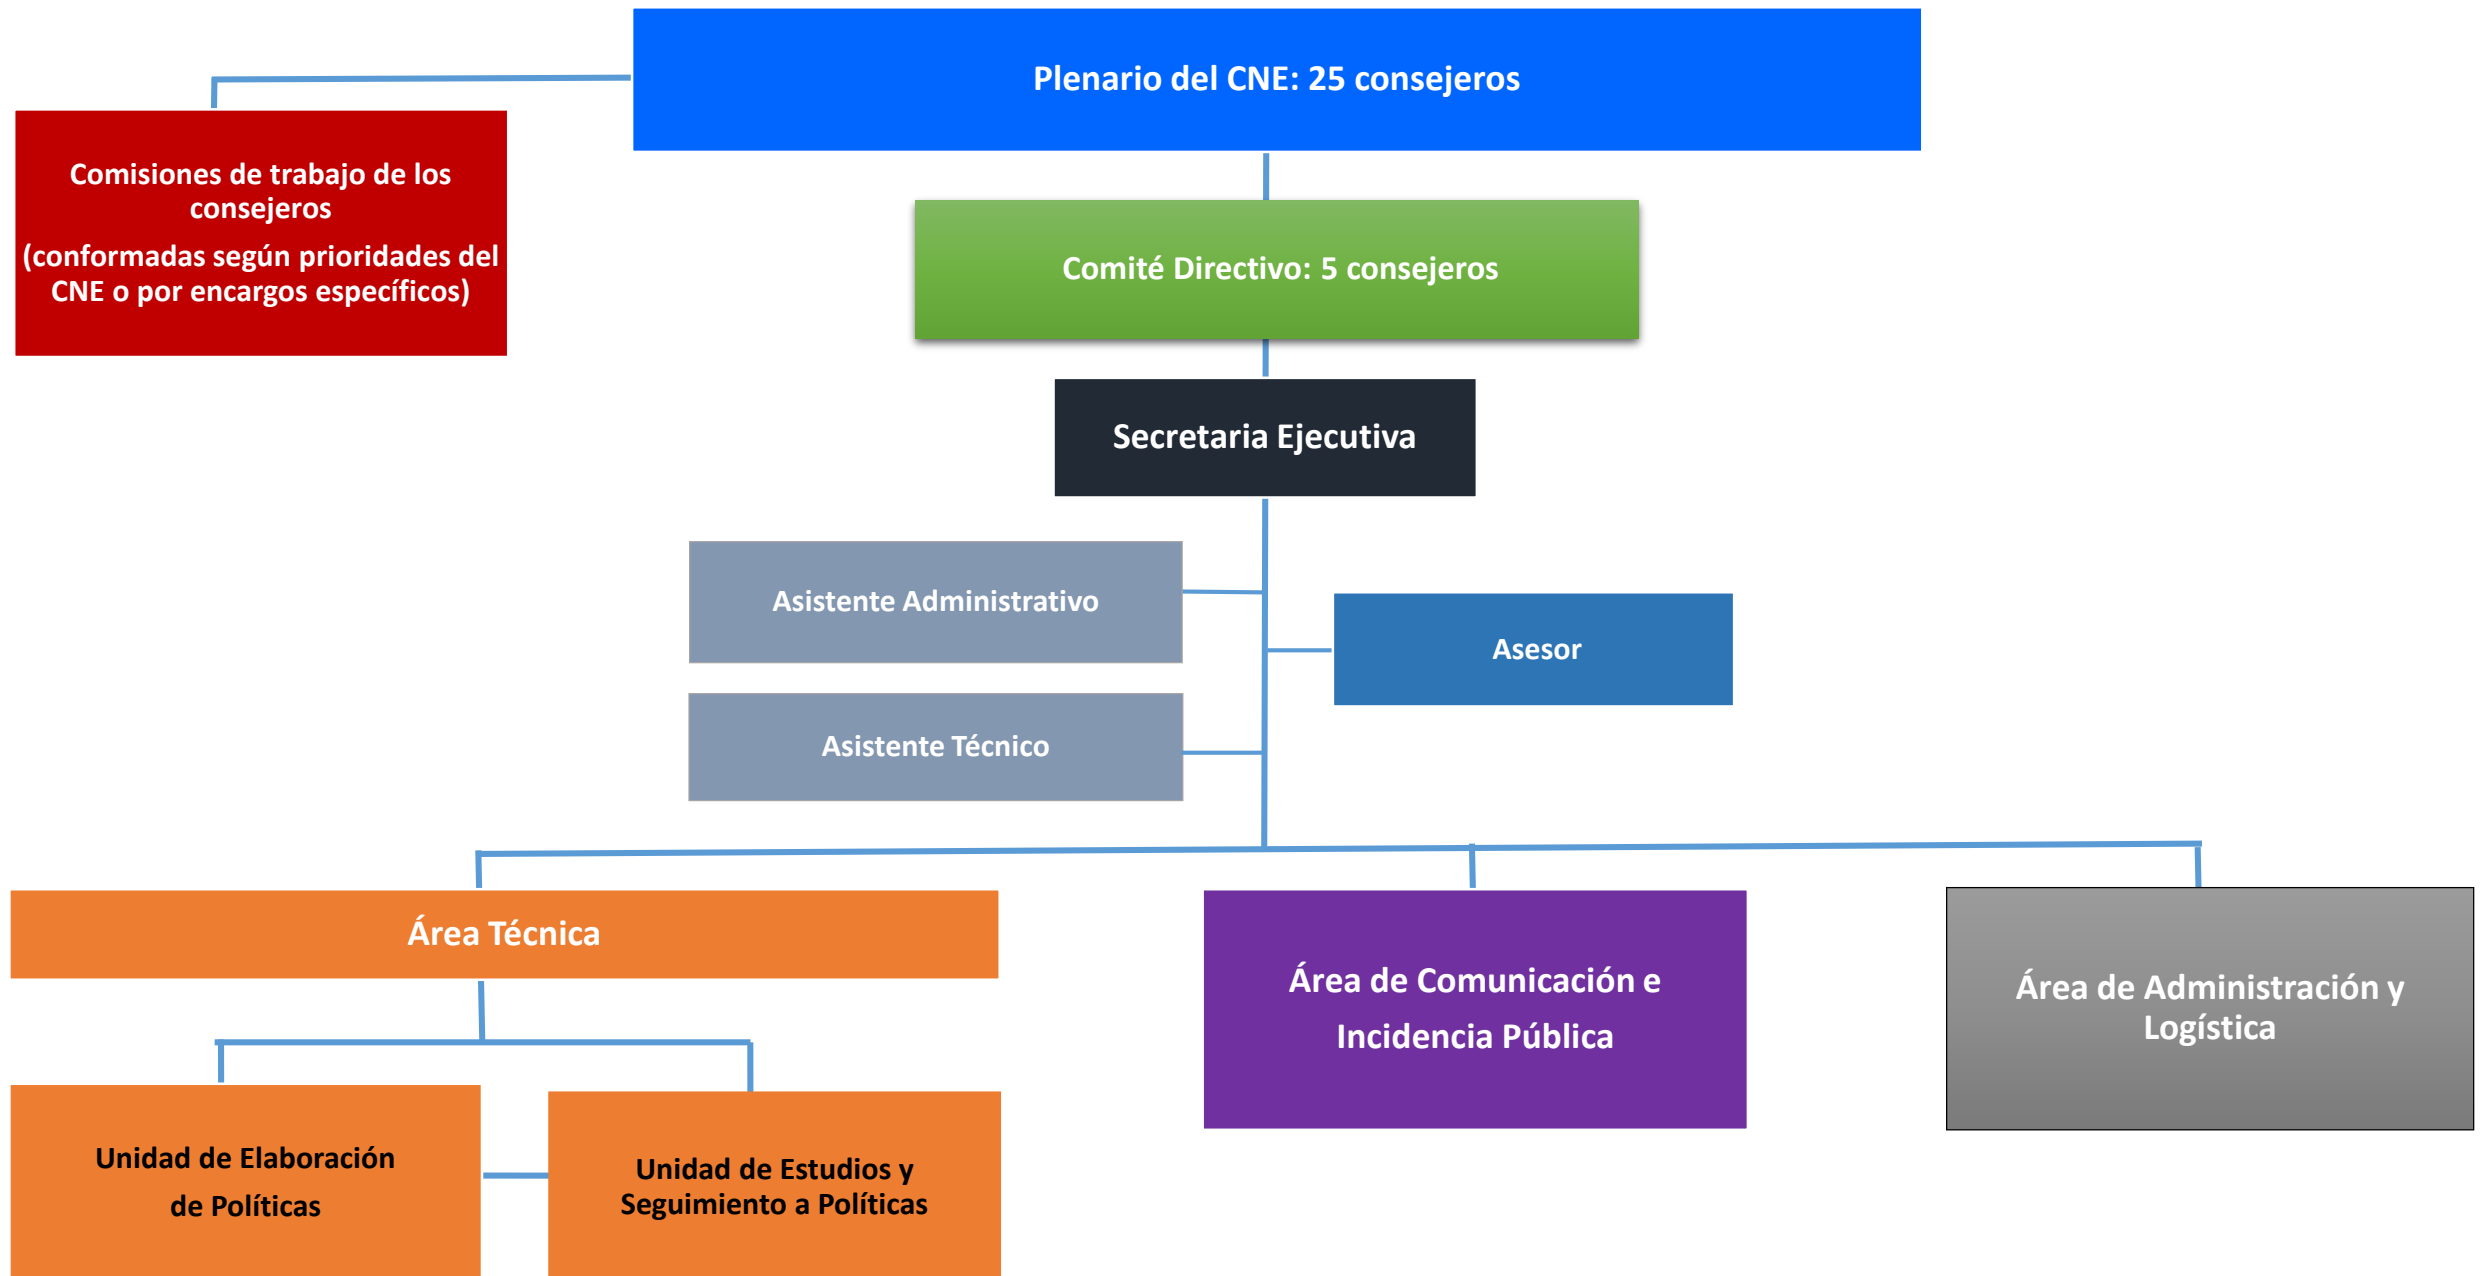 Plenario del CNE: 25 consejeros
Comisiones de trabajo de los
consejeros
(conformadas según prioridades del
CNE o por encargos específicos)
Comité Directivo: 5 consejeros
Secretaria Ejecutiva
Asistente Administrativo
Asesor
Asistente Técnico
Área Técnica
Área de Comunicación e
Incidencia Pública
Área de Administración y
Logística
Unidad de Elaboración
de Políticas
Unidad de Estudios y
Seguimiento a Políticas